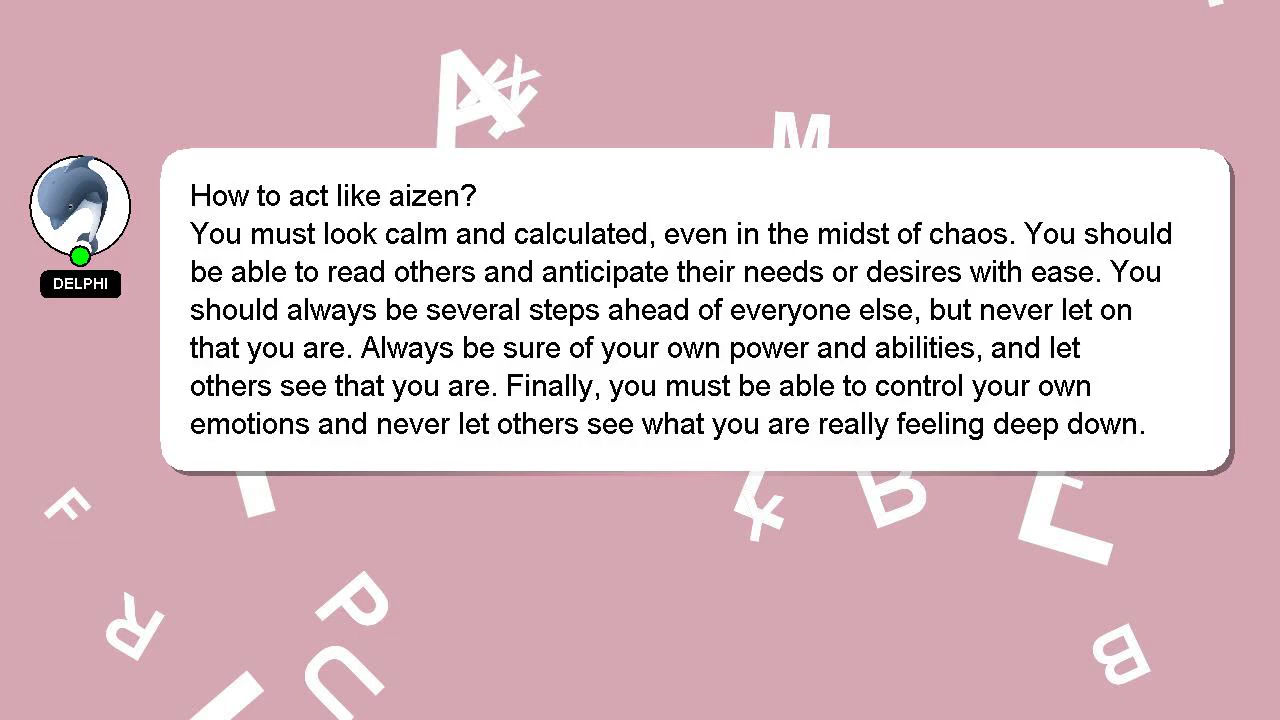 A
M
How to act like aizen?
You must look calm and calculated, even in the midst of chaos. You should
be able to read others and anticipate their needs or desires with ease. You
should always be several steps ahead of everyone else, but never let on
that you are. Always be sure of your own power and abilities, and let
others see that you are. Finally, you must be able to control your own
emotions and never let others see what you are really feeling deep down.
DELPHI
F
B
L
P
R
U
B